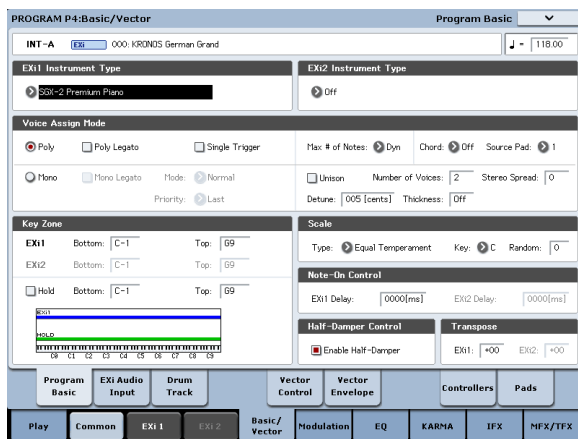 PROGRAM P4:Basic/Vector Program Basic
INT-A EXi 000: KRONOS German Grand ♩ = 118.00
EXi1 Instrument Type EXi2 Instrument Type
SGX-2 Premium Piano Off
Voice Assign Mode
Poly Poly Legato Single Trigger Max # of Notes: Dyn Chord: Off Source Pad: 1
Mono Mono Legato Mode: Normal Unison Number of Voices: 2 Stereo Spread: 0
Priority: Last Detune: 005 [cents] Thickness: Off
Key Zone Scale
EXi1 Bottom: C-1 Top: G9 Type: Equal Temperament Key: C Random: 0
EXi2 Bottom: C-1 Top: G9 Note-On Control
Hold Bottom: C-1 Top: G9 EXi1 Delay: 0000[ms] EXi2 Delay: 0000[ms]
EXi1 Half-Damper Control Transpose
HOLD Enable Half-Damper EXi1: +00 EXi2: +00
C0 C1 C2 C3 C4 C5 C6 C7 C8 C9
Program Basic EXi Audio Input Drum Track Vector Control Vector Envelope Controllers Pads
Play Common EXi 1 EXi 2 Basic/Vector Modulation EQ KARMA IFX MFX/TFX